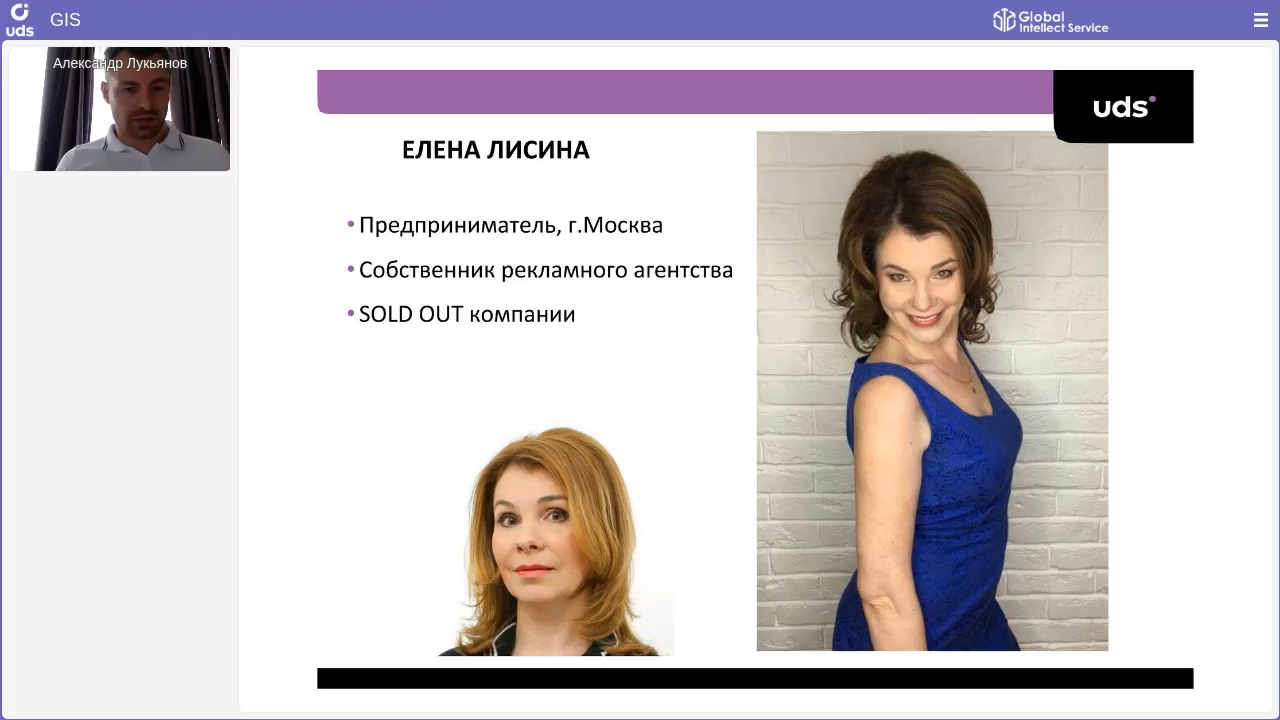 uds
GIS
Global
Intellect Service
Александр Лукьянов
uds
ЕЛЕНА ЛИСИНА
• Предприниматель, г.Москва
• Собственник рекламного агентства
• SOLD OUT компании